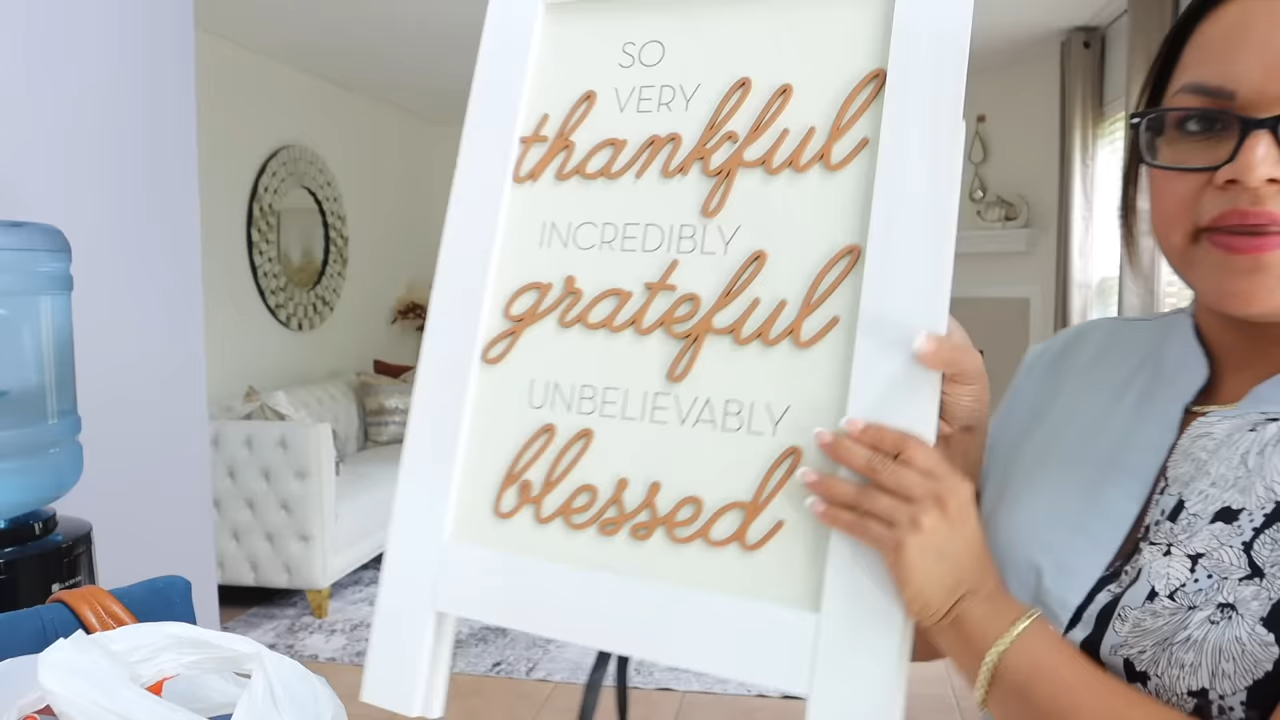 SO
VERY
thankful
INCREDIBLY
grateful
UNBELIEVABLY
blessed